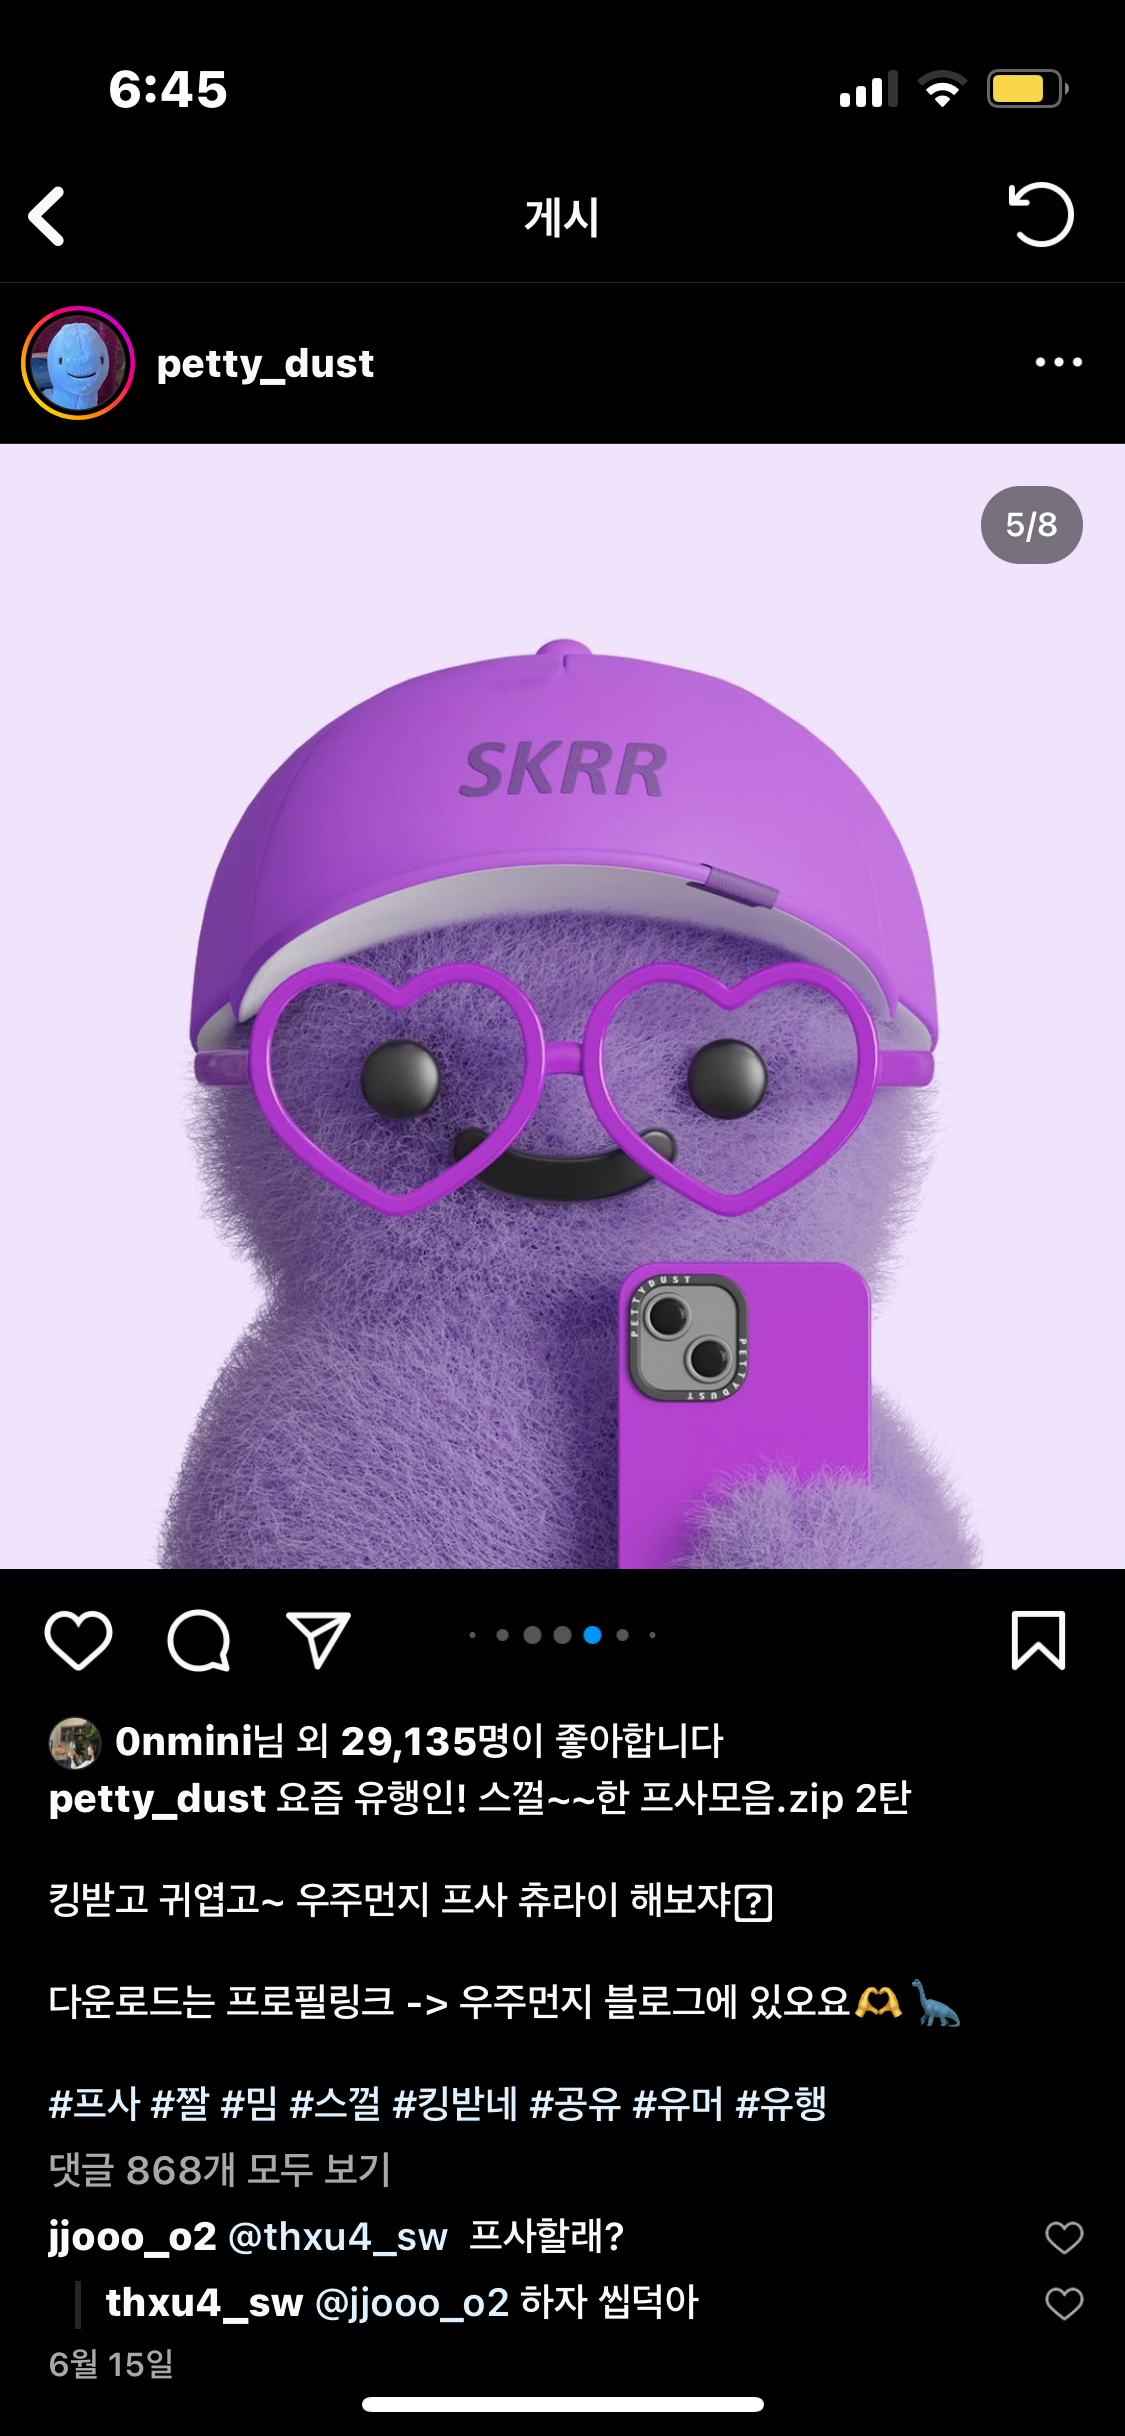 6:45
게시
petty_dust
5/8
SKRR
PETTYDUST
PETTYDUST
0nmini님 외 29,135명이 좋아합니다
petty_dust 요즘 유행인! 스껄~~한 프사모음.zip 2탄
킹받고 귀엽고~ 우주먼지 프사 츄라이 해보쟈
다운로드는 프로필링크 -> 우주먼지 블로그에 있오요🫶🦕
#프사 #짤 #밈 #스껄 #킹받네 #공유 #유머 #유행
댓글 868개 모두 보기
jjooo_o2 @thxu4_sw 프사할래?
thxu4_sw @jjooo_o2 하자 씹덕아
6월 15일